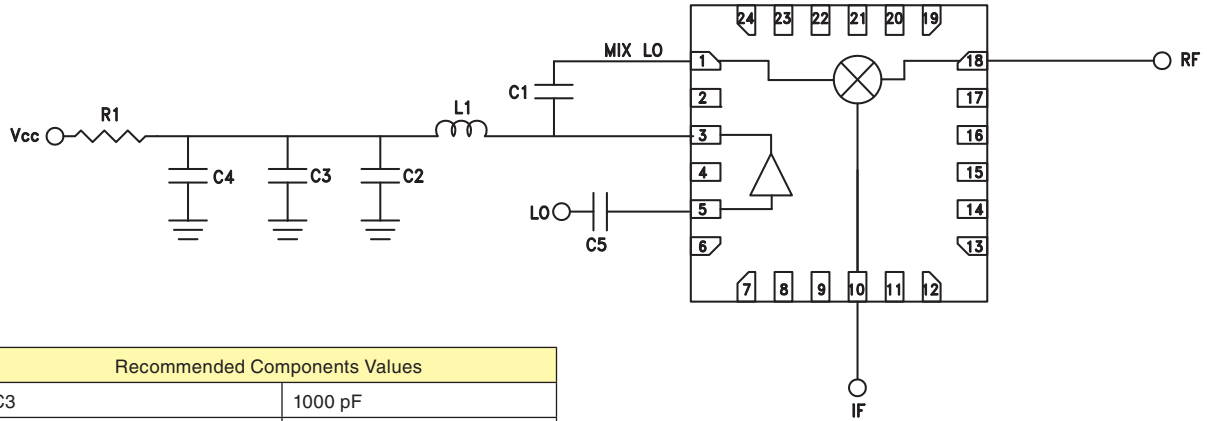 24 23 22 21 20 19
MIX LO
1
18
RF
C1
2
17
R1
L1
Vcc
3
16
C4
C3
C2
4
15
LO
C5
5
14
6
13
7 8 9 10 11 12
IF
Recommended Components Values
1000 pF